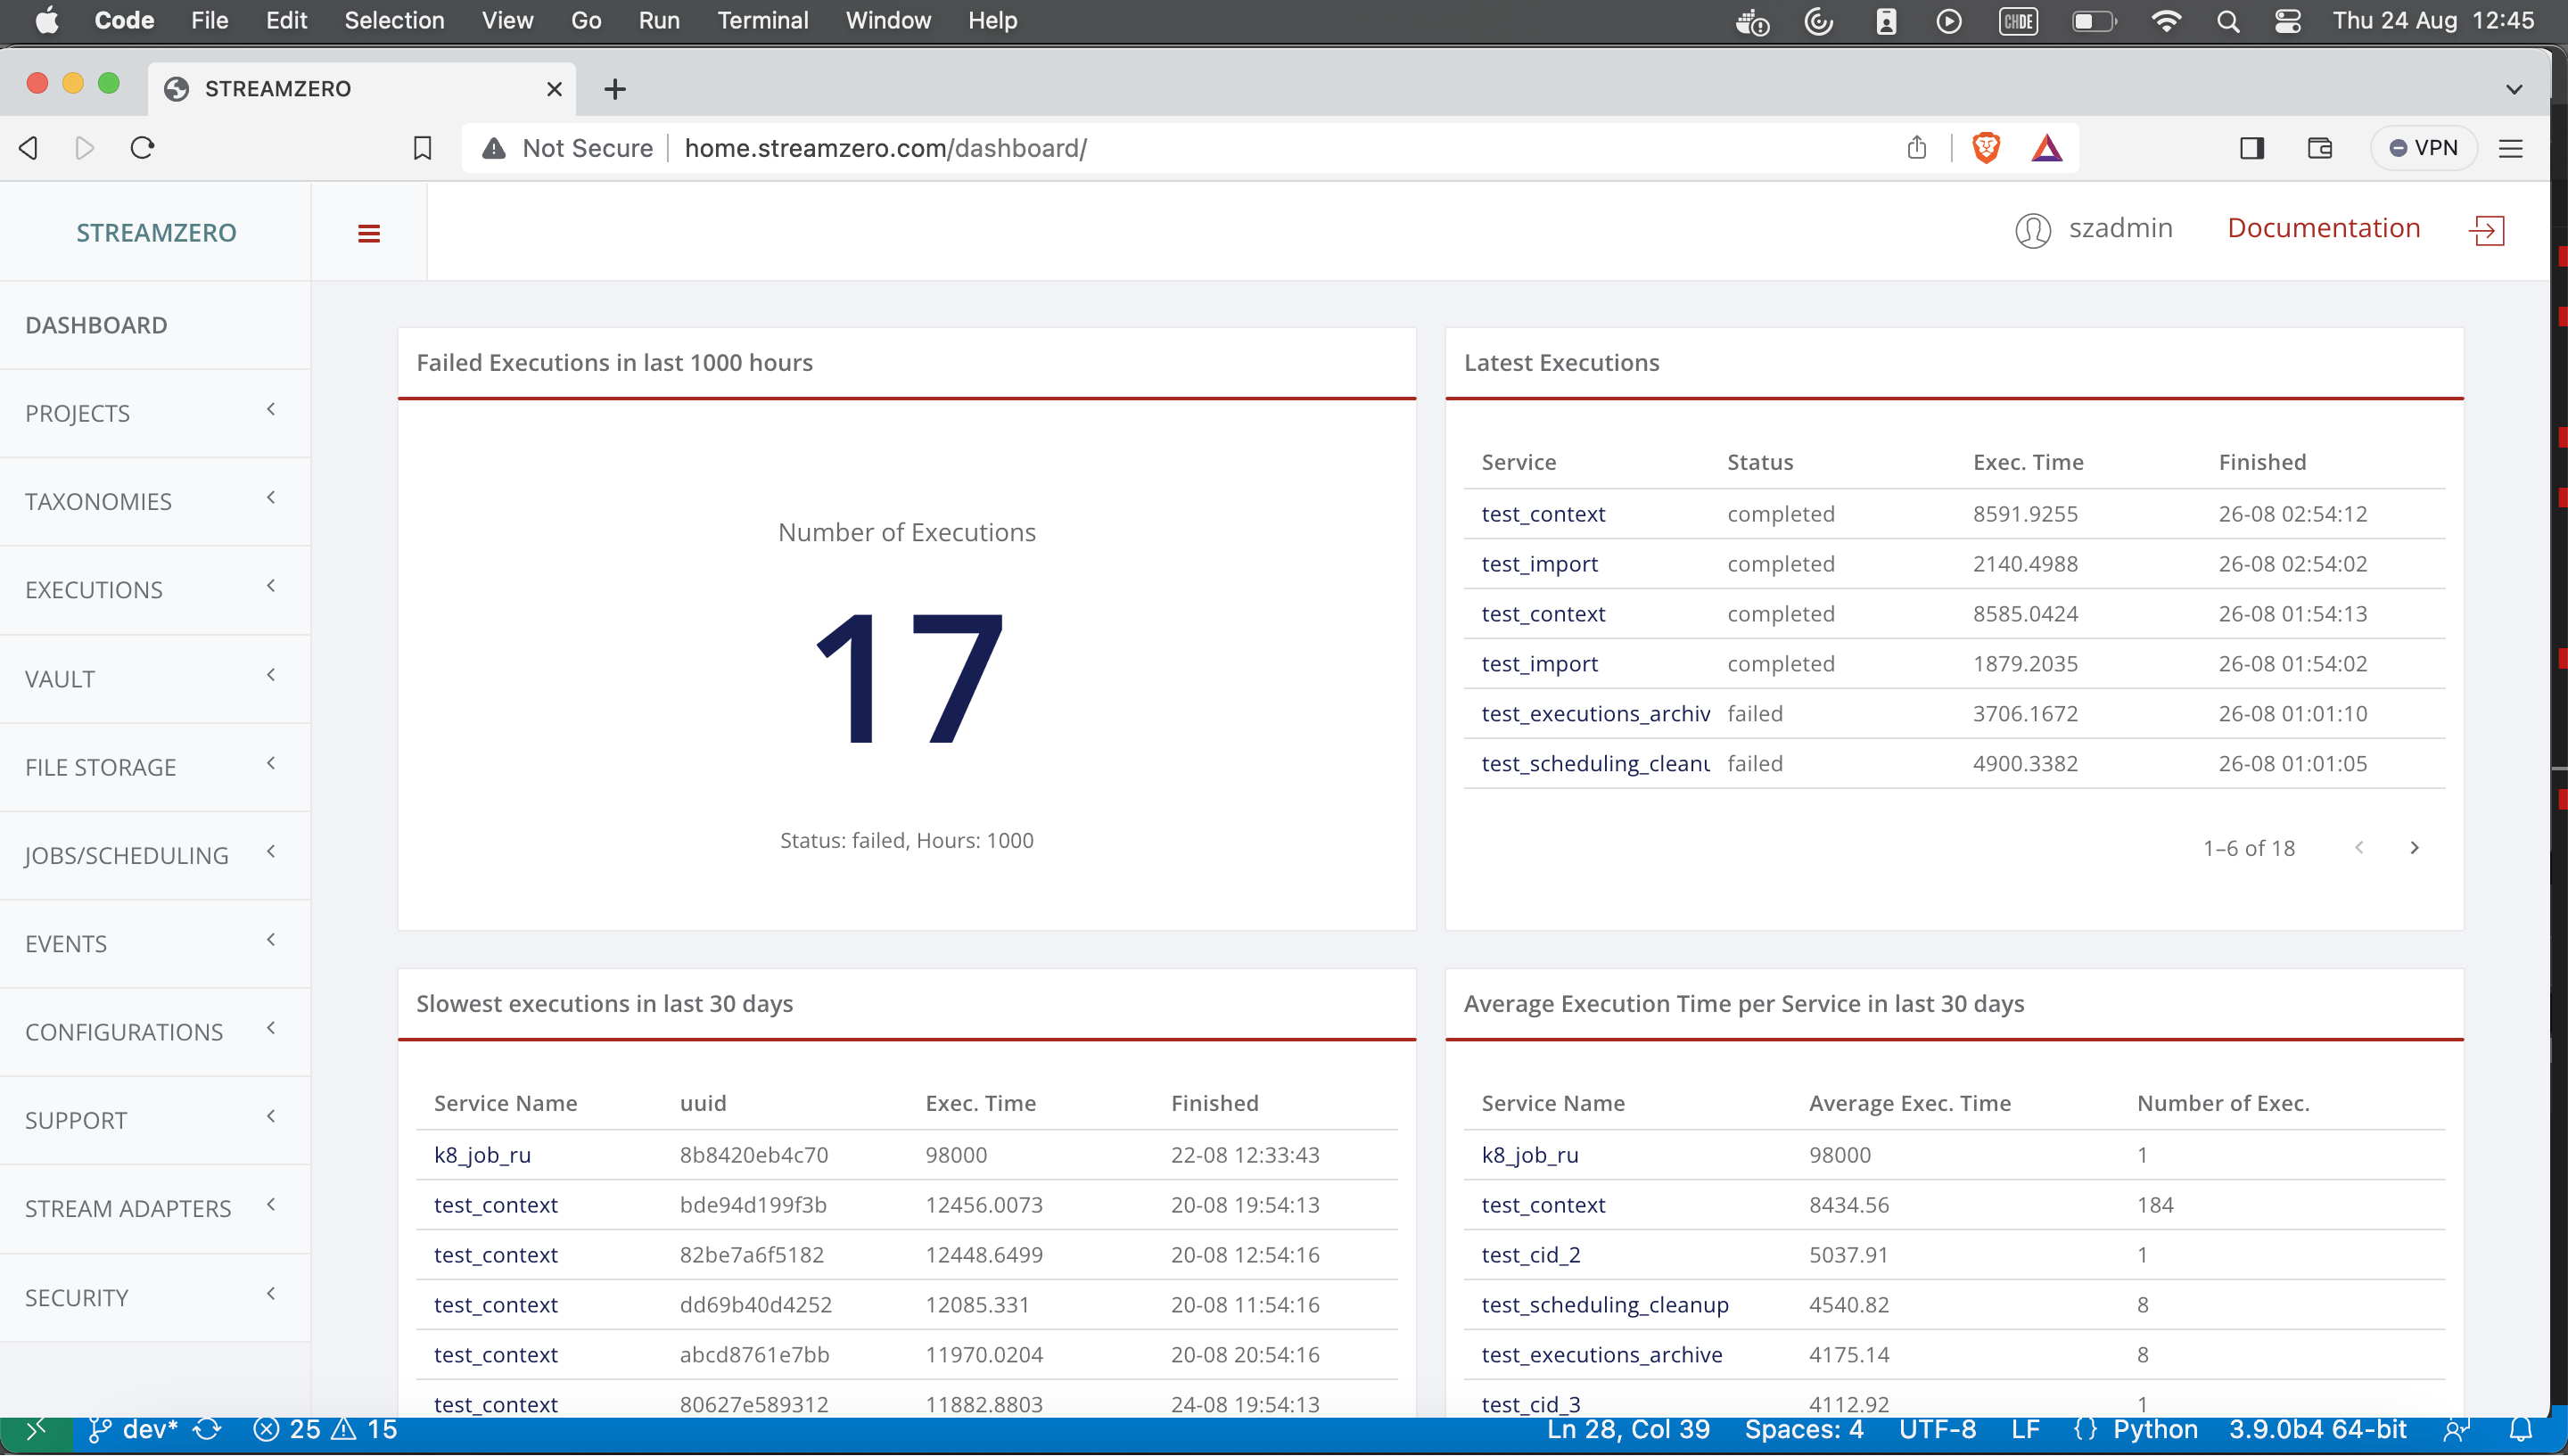 Code File Edit Selection View Go Run Terminal Window Help CHDE Thu 24 Aug 12:45
STREAMZERO
Not Secure home.streamzero.com/dashboard/ VPN
STREAMZERO szadmin Documentation
DASHBOARD
PROJECTS
TAXONOMIES
EXECUTIONS
VAULT
FILE STORAGE
JOBS/SCHEDULING
EVENTS
CONFIGURATIONS
SUPPORT
STREAM ADAPTERS
SECURITY
Failed Executions in last 1000 hours
Number of Executions
17
Status: failed, Hours: 1000
Latest Executions
Service Status Exec. Time Finished
test_context completed 8591.9255 26-08 02:54:12
test_import completed 2140.4988 26-08 02:54:02
test_context completed 8585.0424 26-08 01:54:13
test_import completed 1879.2035 26-08 01:54:02
test_executions_archiv failed 3706.1672 26-08 01:01:10
test_scheduling_cleanu failed 4900.3382 26-08 01:01:05
1–6 of 18
Slowest executions in last 30 days
Service Name uuid Exec. Time Finished
k8_job_ru 8b8420eb4c70 98000 22-08 12:33:43
test_context bde94d199f3b 12456.0073 20-08 19:54:13
test_context 82be7a6f5182 12448.6499 20-08 12:54:16
test_context dd69b40d4252 12085.331 20-08 11:54:16
test_context abcd8761e7bb 11970.0204 20-08 20:54:16
test_context 80627e589312 11882.8803 24-08 19:54:13
Average Execution Time per Service in last 30 days
Service Name Average Exec. Time Number of Exec.
k8_job_ru 98000 1
test_context 8434.56 184
test_cid_2 5037.91 1
test_scheduling_cleanup 4540.82 8
test_executions_archive 4175.14 8
test_cid_3 4112.92 1
dev* 25 15 Ln 28, Col 39 Spaces: 4 UTF-8 LF {} Python 3.9.0b4 64-bit